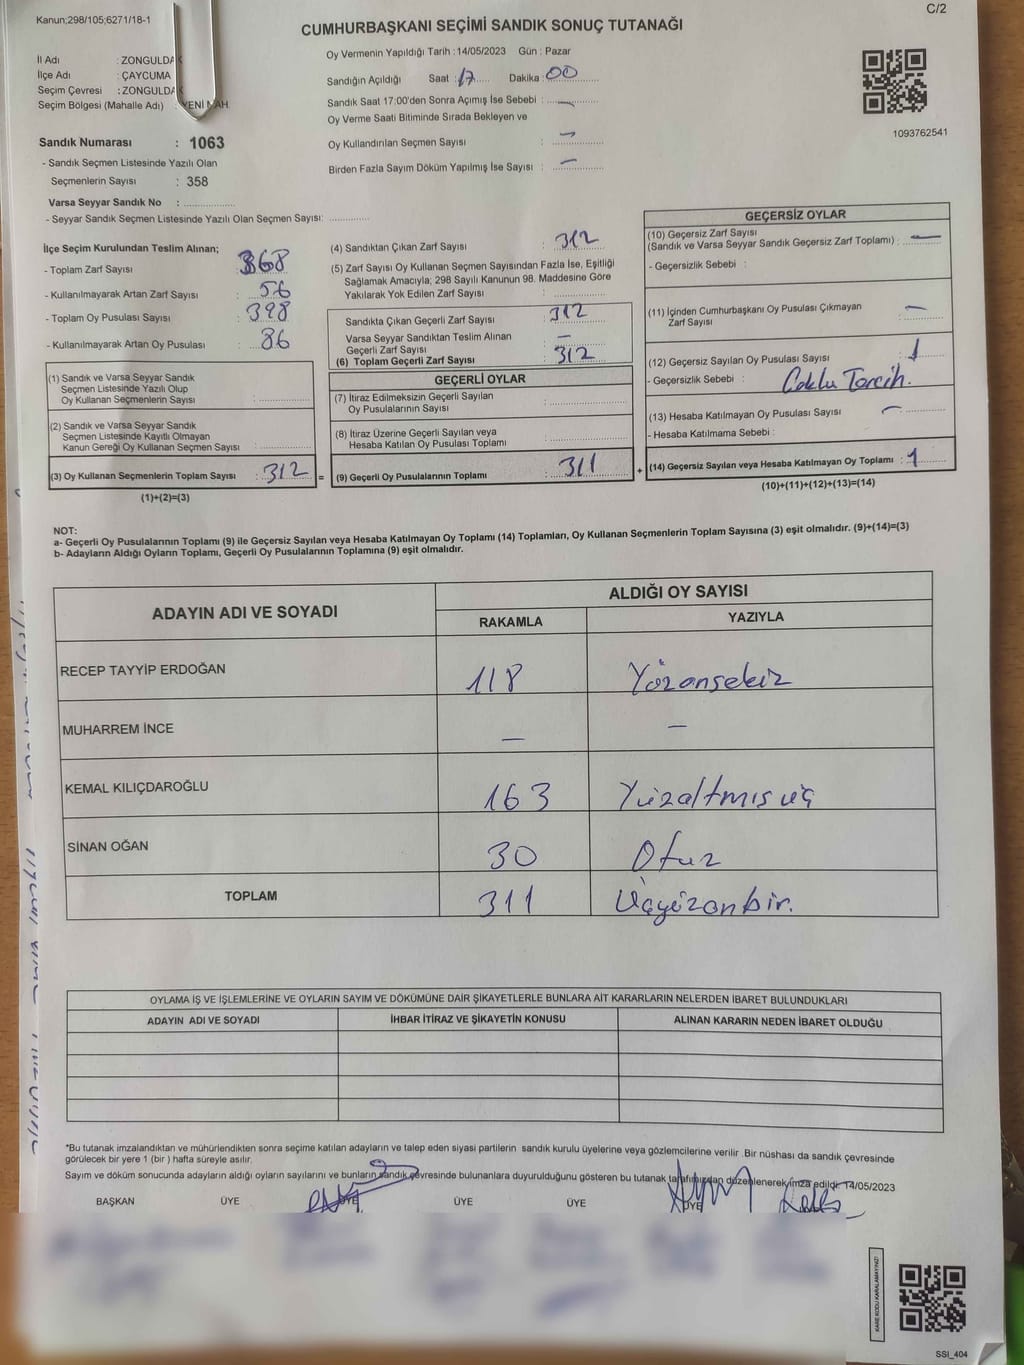 Kanun;298/105;6271/18-1
C/2
CUMHURBAŞKANI SEÇİMİ SANDIK SONUÇ TUTANAĞI
İl Adı : ZONGULDAK
İlçe Adı : ÇAYCUMA
Seçim Çevresi : ZONGULDAK
Seçim Bölgesi (Mahalle Adı) : YENİ MAH.
Oy Vermenin Yapıldığı Tarih : 14/05/2023 Gün : Pazar
Sandığın Açıldığı Saat : 17 Dakika : 00
Sandık Saat 17:00'den Sonra Açılmış İse Sebebi : —
Oy Verme Saati Bitiminde Sırada Bekleyen ve
Oy Kullandırılan Seçmen Sayısı : —
Birden Fazla Sayım Döküm Yapılmış İse Sayısı : —
1093762541
Sandık Numarası : 1063
- Sandık Seçmen Listesinde Yazılı Olan
Seçmenlerin Sayısı : 358
Varsa Seyyar Sandık No :
- Seyyar Sandık Seçmen Listesinde Yazılı Olan Seçmen Sayısı:
İlçe Seçim Kurulundan Teslim Alınan;
- Toplam Zarf Sayısı : 368
- Kullanılmayarak Artan Zarf Sayısı : 56
- Toplam Oy Pusulası Sayısı : 398
- Kullanılmayarak Artan Oy Pusulası : 86
(1) Sandık ve Varsa Seyyar Sandık
Seçmen Listesinde Yazılı Olup
Oy Kullanan Seçmenlerin Sayısı :
(2) Sandık ve Varsa Seyyar Sandık
Seçmen Listesinde Kayıtlı Olmayan
Kanun Gereği Oy Kullanan Seçmen Sayısı :
(3) Oy Kullanan Seçmenlerin Toplam Sayısı : 312
(1)+(2)=(3)
=
(4) Sandıktan Çıkan Zarf Sayısı : 312
(5) Zarf Sayısı Oy Kullanan Seçmen Sayısından Fazla İse, Eşitliği
Sağlamak Amacıyla; 298 Sayılı Kanunun 98. Maddesine Göre
Yakılarak Yok Edilen Zarf Sayısı :
Sandıkta Çıkan Geçerli Zarf Sayısı : 312
Varsa Seyyar Sandıktan Teslim Alınan
Geçerli Zarf Sayısı : —
(6) Toplam Geçerli Zarf Sayısı : 312
GEÇERLİ OYLAR
(7) İtiraz Edilmeksizin Geçerli Sayılan
Oy Pusulalarının Sayısı :
(8) İtiraz Üzerine Geçerli Sayılan veya
Hesaba Katılan Oy Pusulası Toplamı :
(9) Geçerli Oy Pusulalarının Toplamı : 311
+
GEÇERSİZ OYLAR
(10) Geçersiz Zarf Sayısı
(Sandık ve Varsa Seyyar Sandık Geçersiz Zarf Toplamı) : —
- Geçersizlik Sebebi :
(11) İçinden Cumhurbaşkanı Oy Pusulası Çıkmayan
Zarf Sayısı : —
(12) Geçersiz Sayılan Oy Pusulası Sayısı : 1
- Geçersizlik Sebebi : Coklu Tercih.
(13) Hesaba Katılmayan Oy Pusulası Sayısı : —
- Hesaba Katılmama Sebebi :
(14) Geçersiz Sayılan veya Hesaba Katılmayan Oy Toplamı : 1
(10)+(11)+(12)+(13)=(14)
NOT:
a- Geçerli Oy Pusulalarının Toplamı (9) ile Geçersiz Sayılan veya Hesaba Katılmayan Oy Toplamı (14) Toplamları, Oy Kullanan Seçmenlerin Toplam Sayısına (3) eşit olmalıdır. (9)+(14)=(3)
b- Adayların Aldığı Oyların Toplamı, Geçerli Oy Pusulalarının Toplamına (9) eşit olmalıdır.
ADAYIN ADI VE SOYADI ALDIĞI OY SAYISI
RAKAMLA YAZIYLA
RECEP TAYYİP ERDOĞAN 118 Yüzonsekiz
MUHARREM İNCE — —
KEMAL KILIÇDAROĞLU 163 Yüzaltmışüç
SİNAN OĞAN 30 Otuz
TOPLAM 311 Üçyüzonbir.
OYLAMA İŞ VE İŞLEMLERİNE VE OYLARIN SAYIM VE DÖKÜMÜNE DAİR ŞİKAYETLERLE BUNLARA AİT KARARLARIN NELERDEN İBARET BULUNDUKLARI
ADAYIN ADI VE SOYADI İHBAR İTİRAZ VE ŞİKAYETİN KONUSU ALINAN KARARIN NEDEN İBARET OLDUĞU
*Bu tutanak imzalandıktan ve mühürlendikten sonra seçime katılan adayların ve talep eden siyasi partilerin sandık kurulu üyelerine veya gözlemcilerine verilir. Bir nüshası da sandık çevresinde
görülecek bir yere 1 (bir ) hafta süreyle asılır.
Sayım ve döküm sonucunda adayların aldığı oyların sayılarını ve bunların sandık çevresinde bulunanlara duyurulduğunu gösteren bu tutanak tarafımızdan düzenlenerek imza edildi. 14/05/2023
BAŞKAN ÜYE ÜYE ÜYE ÜYE ÜYE
KARE KODU KARALAMAYINIZ!
SSI_404